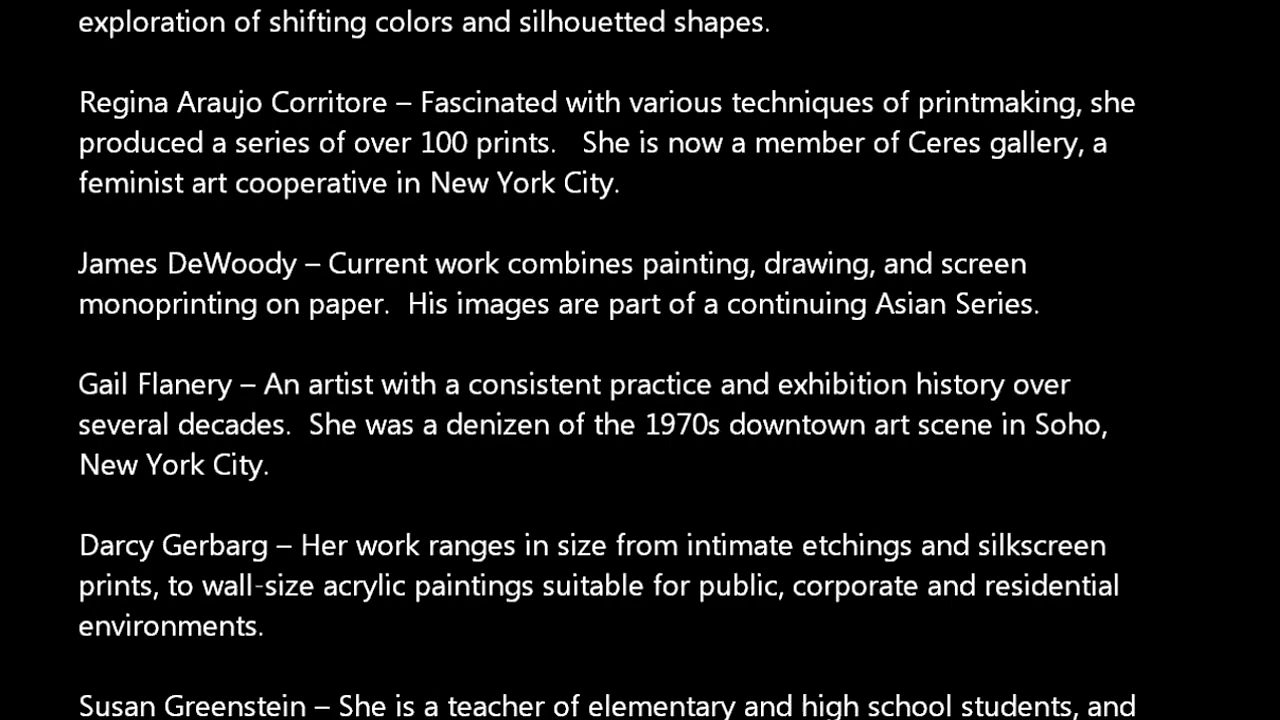 exploration of shifting colors and silhouetted shapes.
Regina Araujo Corritore – Fascinated with various techniques of printmaking, she
produced a series of over 100 prints.   She is now a member of Ceres gallery, a
feminist art cooperative in New York City.
James DeWoody – Current work combines painting, drawing, and screen
monoprinting on paper.  His images are part of a continuing Asian Series.
Gail Flanery – An artist with a consistent practice and exhibition history over
several decades.  She was a denizen of the 1970s downtown art scene in Soho,
New York City.
Darcy Gerbarg – Her work ranges in size from intimate etchings and silkscreen
prints, to wall-size acrylic paintings suitable for public, corporate and residential
environments.
Susan Greenstein – She is a teacher of elementary and high school students, and